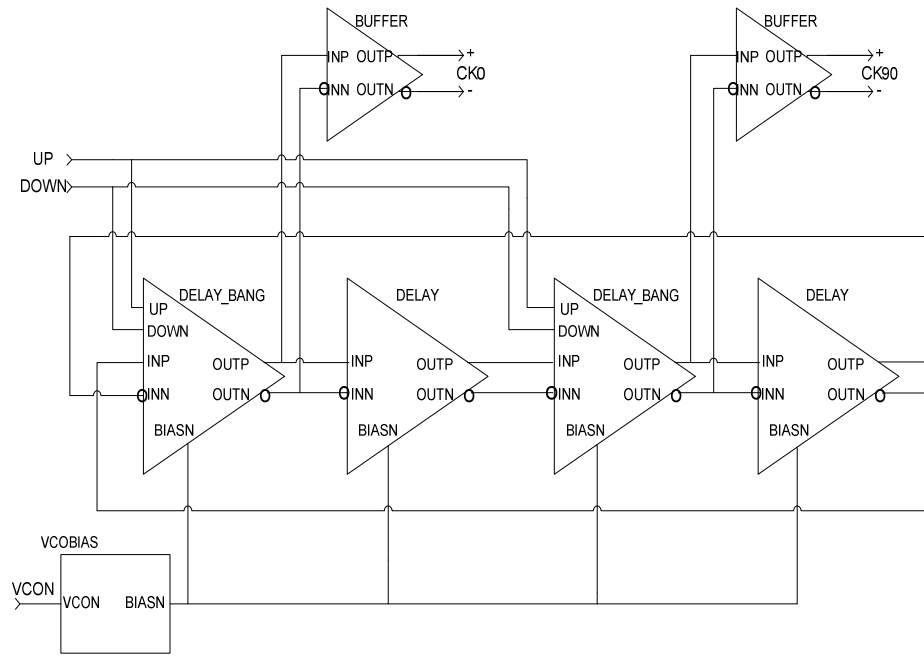 BUFFER
INP OUTP
INN OUTN
+
CK0
-
BUFFER
INP OUTP
INN OUTN
+
CK90
-
UP
DOWN
DELAY_BANG
UP
DOWN
INP OUTP
INN OUTN
BIASN
DELAY
INP OUTP
INN OUTN
BIASN
DELAY_BANG
UP
DOWN
INP OUTP
INN OUTN
BIASN
DELAY
INP OUTP
INN OUTN
BIASN
VCOBIAS
VCON
VCON BIASN